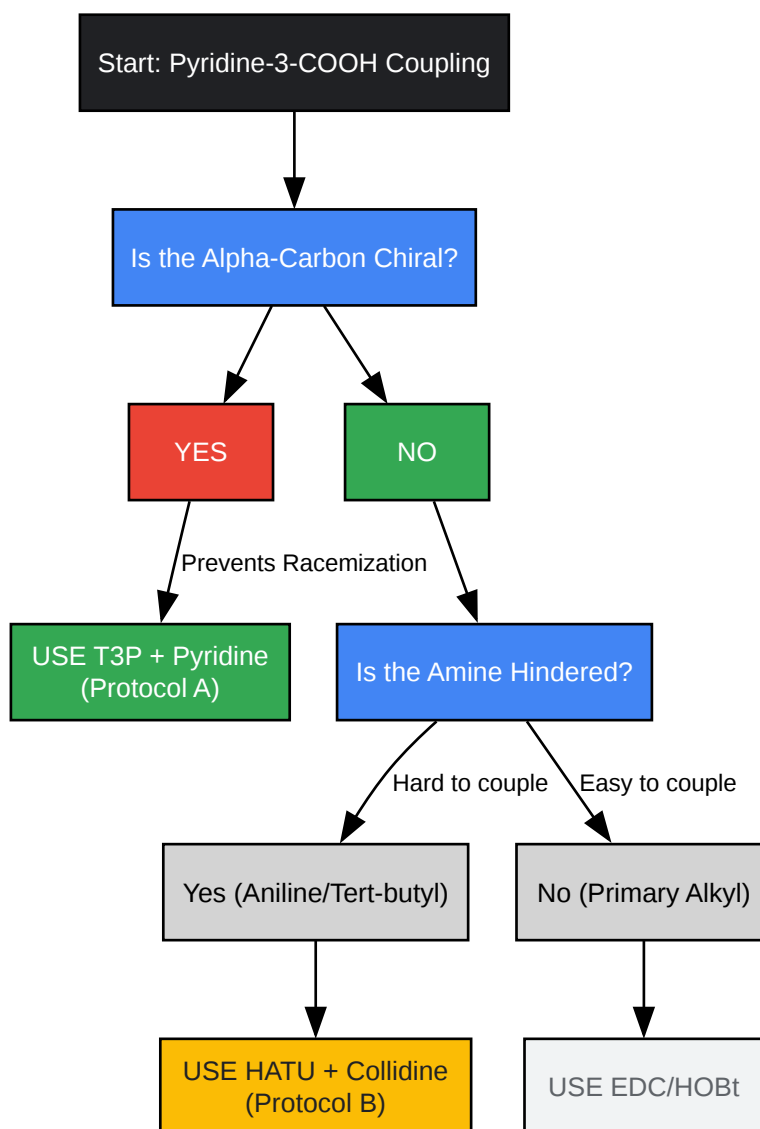 Start: Pyridine-3-COOH Coupling
Is the Alpha-Carbon Chiral?
YES
NO
Prevents Racemization
USE T3P + Pyridine
(Protocol A)
Is the Amine Hindered?
Hard to couple
Easy to couple
Yes (Aniline/Tert-butyl)
No (Primary Alkyl)
USE HATU + Collidine
(Protocol B)
USE EDC/HOBt